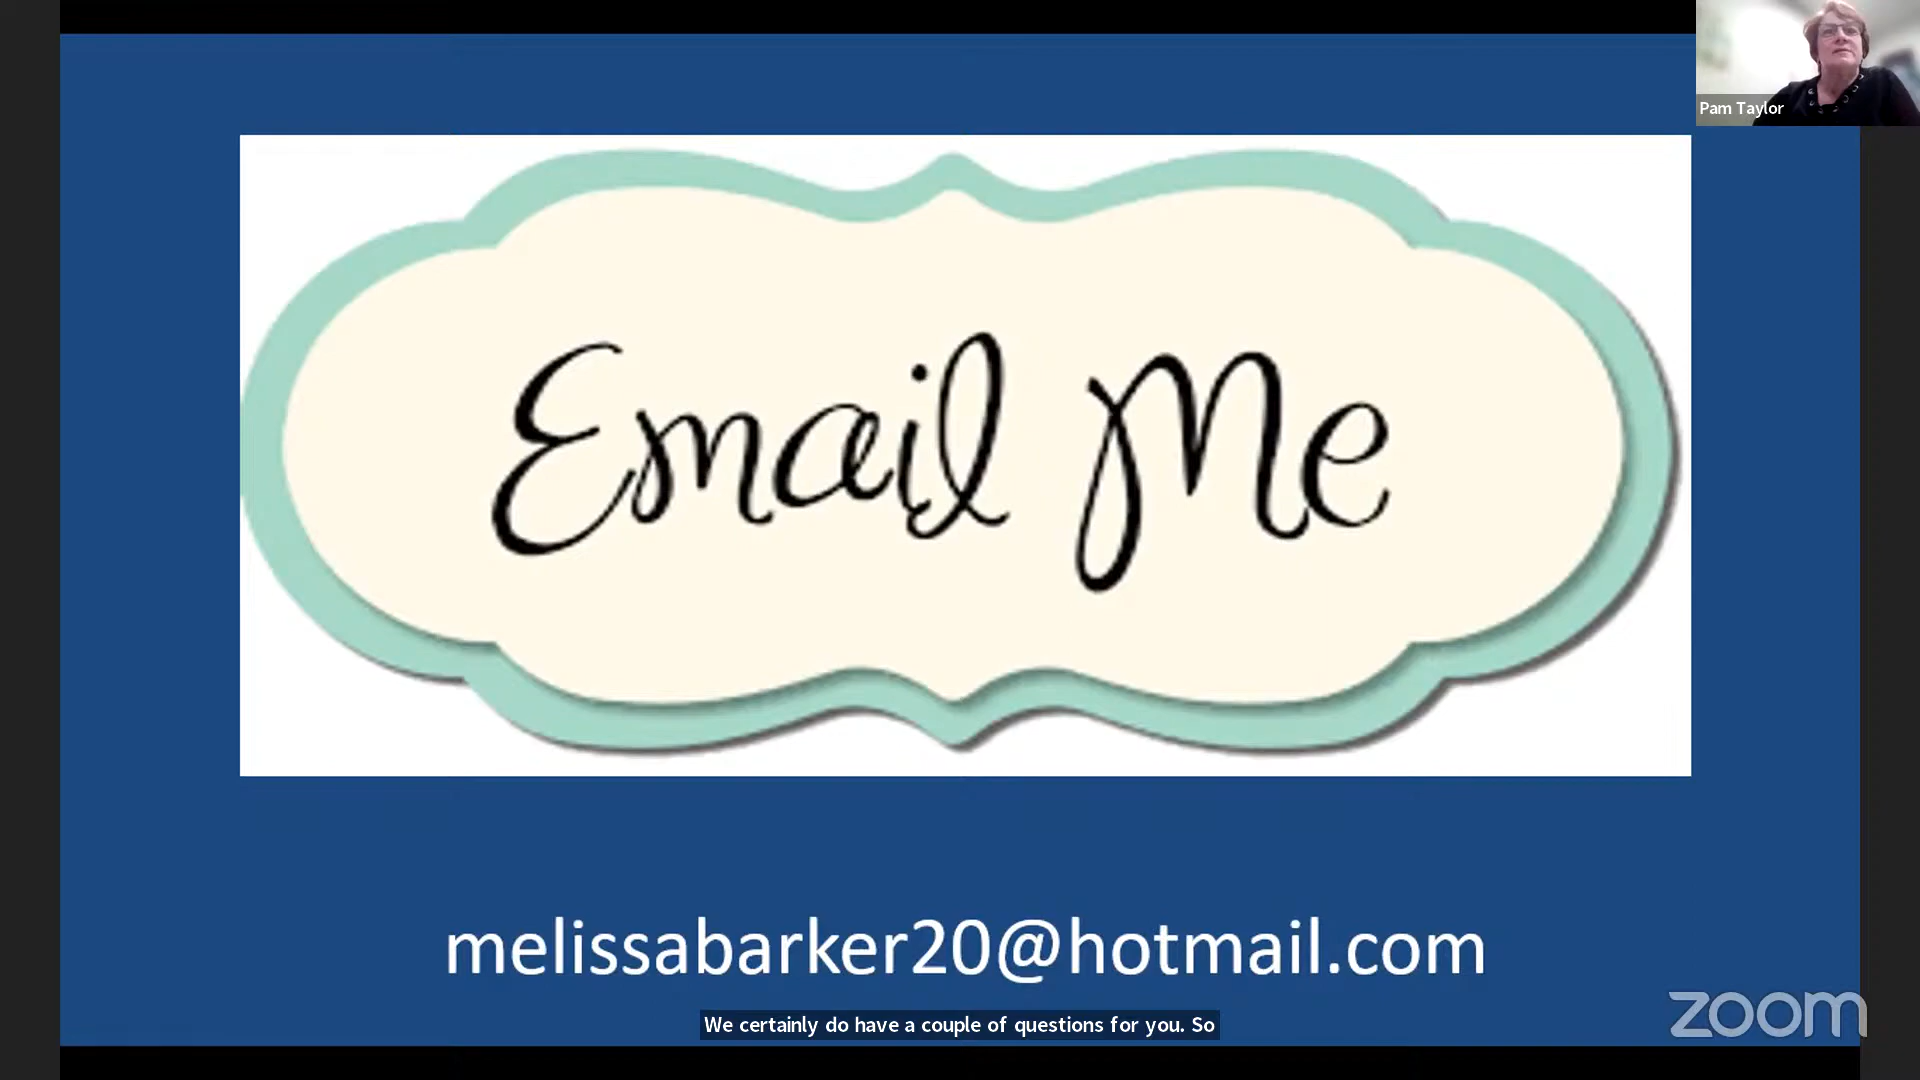 Pam Taylor
Email Me
melissabarker20@hotmail.com
We certainly do have a couple of questions for you. So
zoom